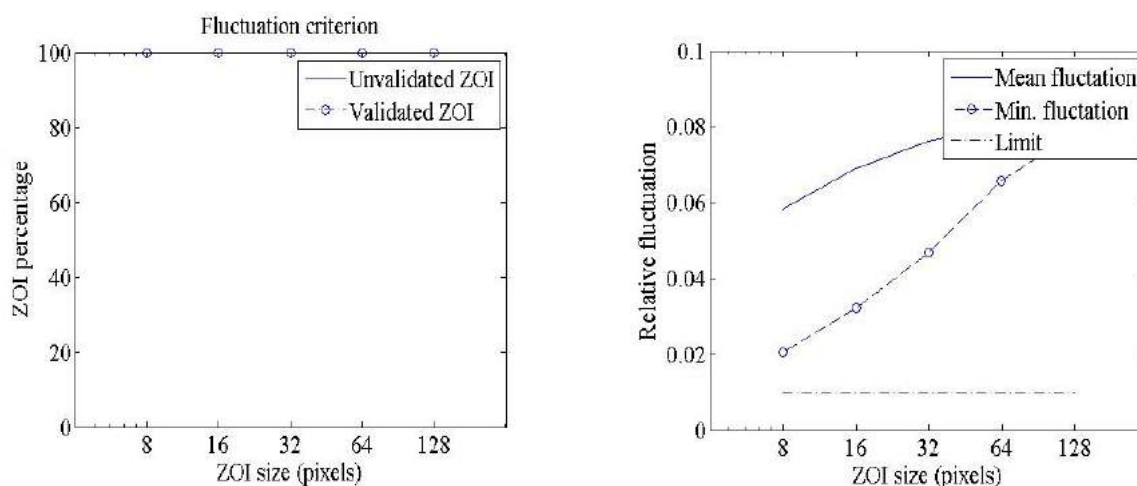 Fluctuation criterion
100
80
60
40
20
0
ZOI percentage
Unvalidated ZOI
Validated ZOI
8 16 32 64 128
ZOI size (pixels)
0.1
0.08
0.06
0.04
0.02
0
Relative fluctuation
Mean fluctation
Min. fluctation
Limit
8 16 32 64 128
ZOI size (pixels)